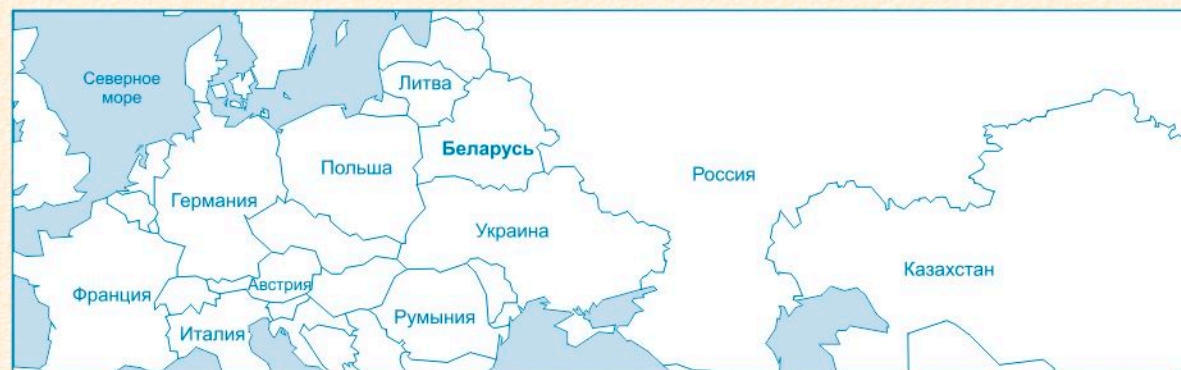 Северное
море
Литва
Беларусь
Польша
Россия
Германия
Украина
Казахстан
Австрия
Франция
Румыния
Италия